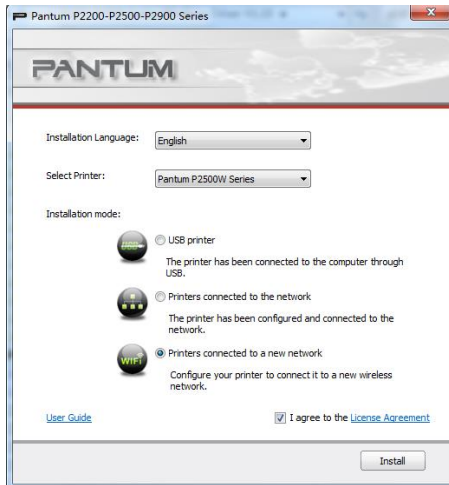 Pantum P2200-P2500-P2900 Series
PANTUM
Installation Language:
English
Select Printer:
Pantum P2500W Series
Installation mode:
USB printer
The printer has been connected to the computer through
USB.
Printers connected to the network
The printer has been configured and connected to the
network.
WiFi
Printers connected to a new network
Configure your printer to connect it to a new wireless
network.
User Guide
I agree to the License Agreement
Install